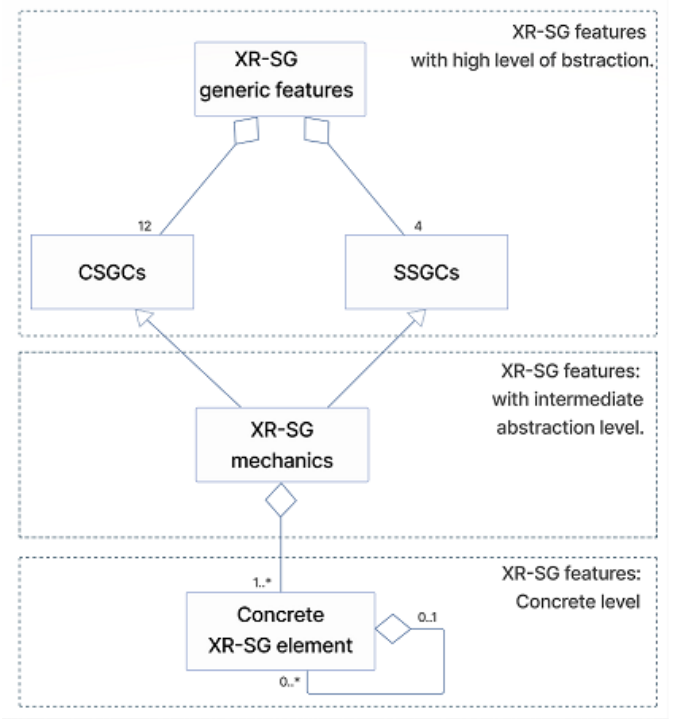 XR-SG features
with high level of bstraction.
XR-SG
generic features
12
4
CSGCs
SSGCs
XR-SG features:
with intermediate
abstraction level.
XR-SG
mechanics
XR-SG features:
Concrete level
1..*
Concrete
XR-SG element
0..1
0..*